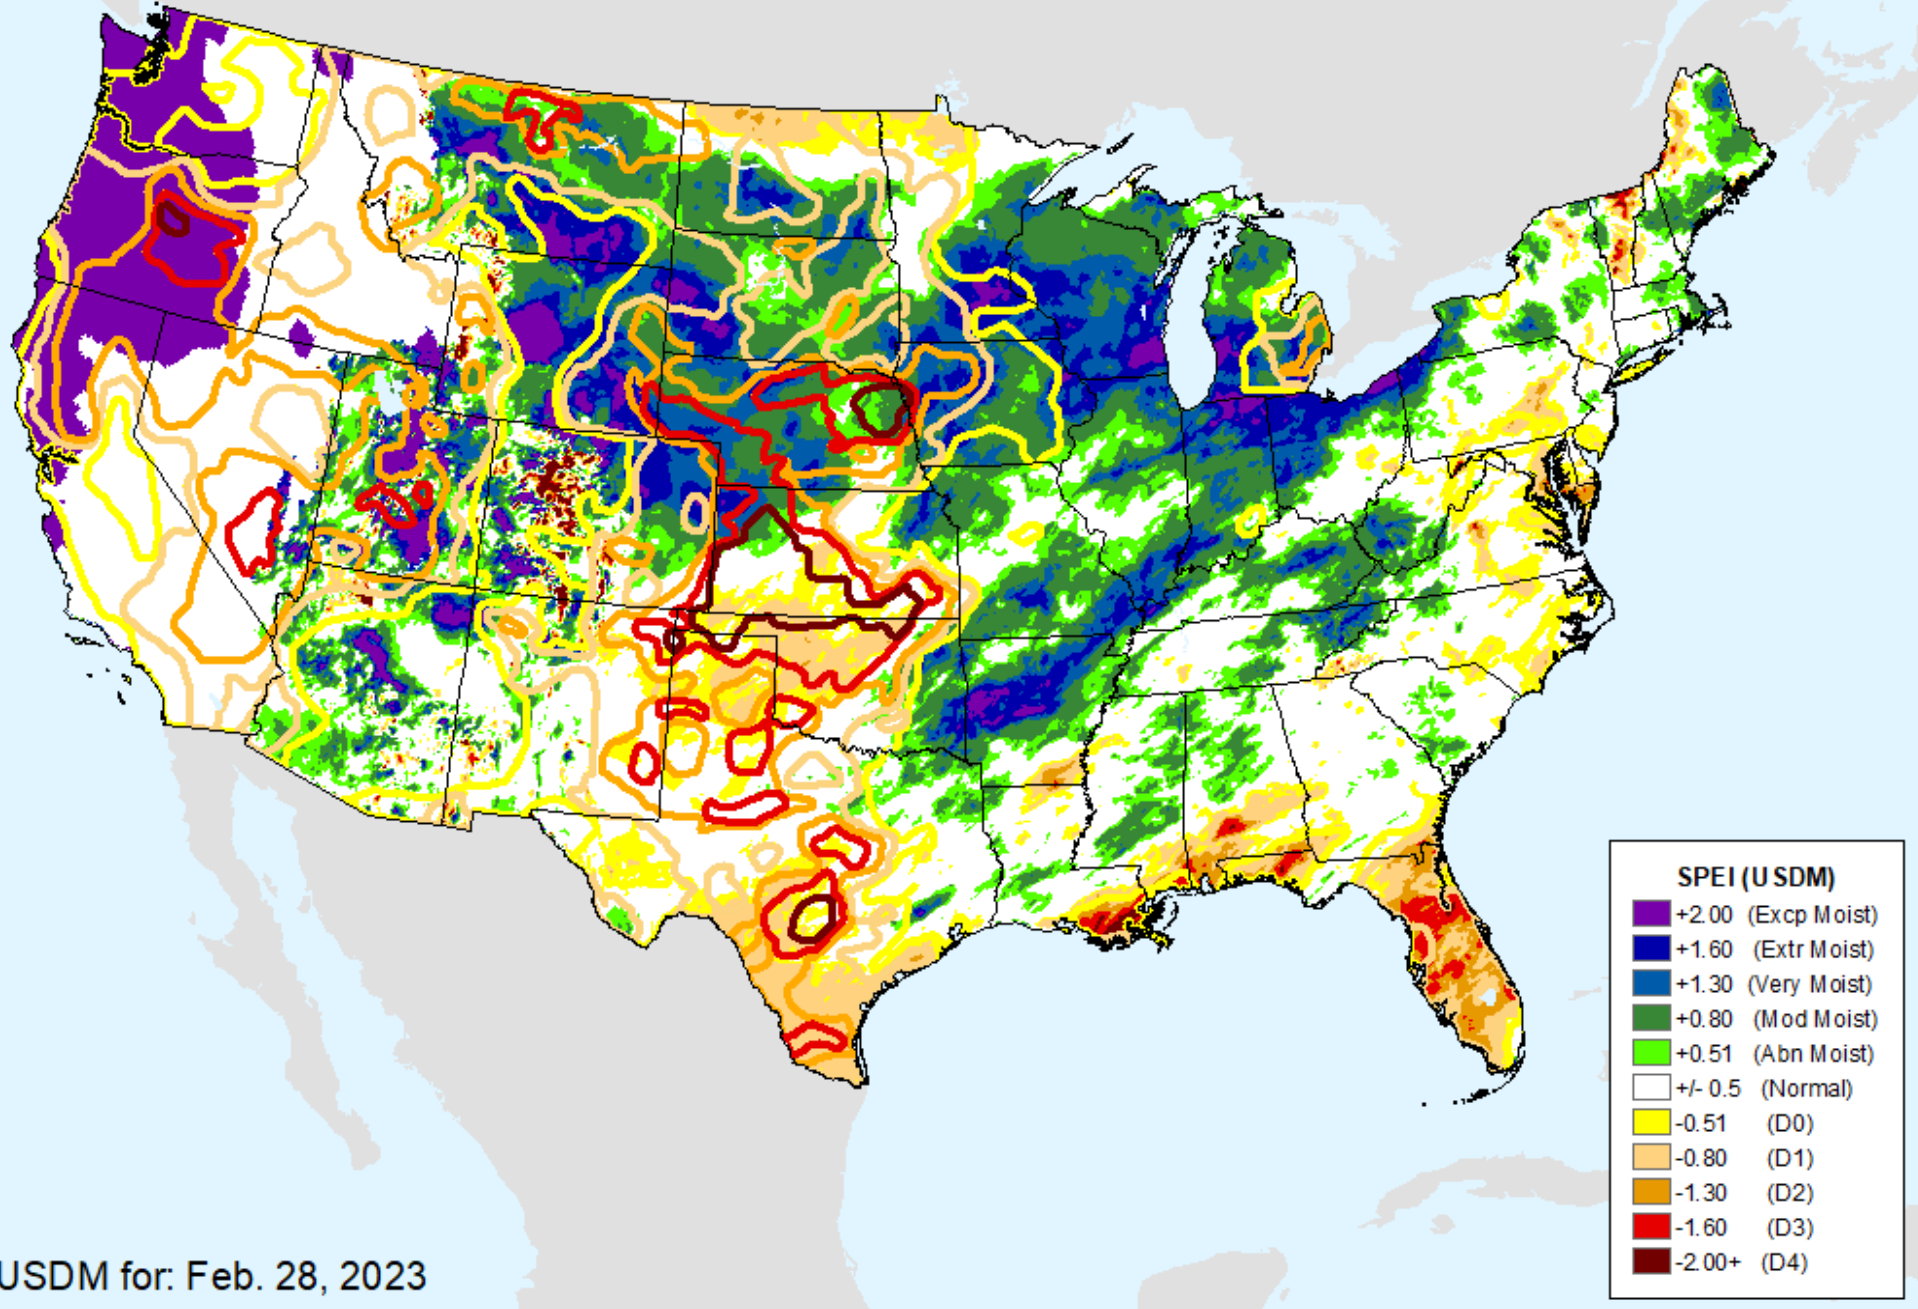 SPEI (USDM)
+2.00 (Excp Moist)
+1.60 (Extr Moist)
+1.30 (Very Moist)
+0.80 (Mod Moist)
+0.51 (Abn Moist)
+/- 0.5 (Normal)
-0.51 (D0)
-0.80 (D1)
-1.30 (D2)
-1.60 (D3)
-2.00+ (D4)
USDM for: Feb. 28, 2023